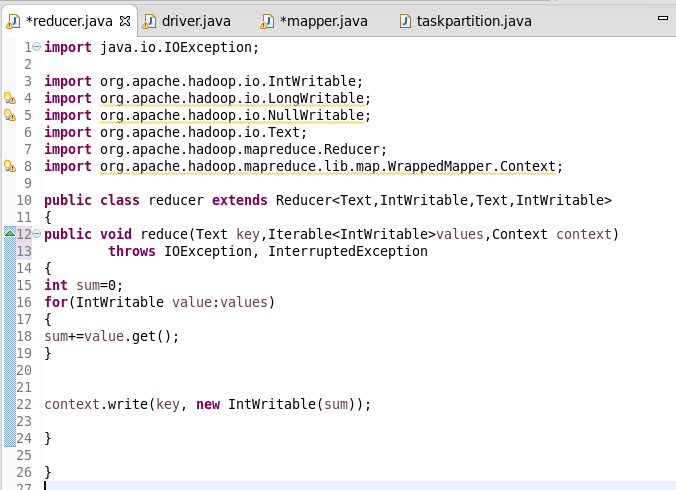 *reducer.java driver.java *mapper.java taskpartition.java
1 import java.io.IOException;
2
3 import org.apache.hadoop.io.IntWritable;
4 import org.apache.hadoop.io.LongWritable;
5 import org.apache.hadoop.io.NullWritable;
6 import org.apache.hadoop.io.Text;
7 import org.apache.hadoop.mapreduce.Reducer;
8 import org.apache.hadoop.mapreduce.lib.map.WrappedMapper.Context;
9
10 public class reducer extends Reducer<Text,IntWritable,Text,IntWritable>
11 {
12 public void reduce(Text key,Iterable<IntWritable>values,Context context)
13         throws IOException, InterruptedException
14 {
15 int sum=0;
16 for(IntWritable value:values)
17 {
18 sum+=value.get();
19 }
20
21
22 context.write(key, new IntWritable(sum));
23
24 }
25
26 }
27